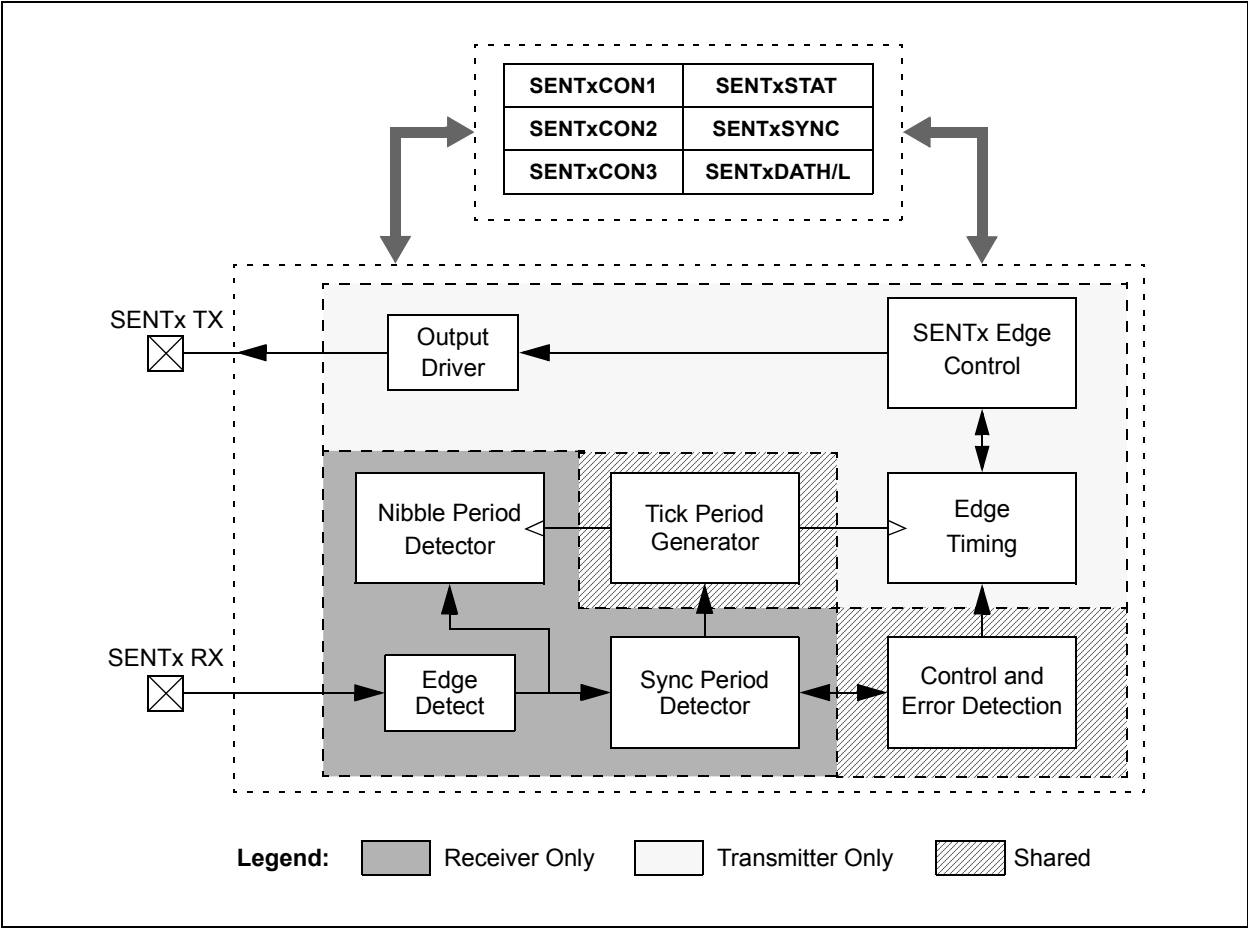 SENTxCON1
SENTxSTAT
SENTxCON2
SENTxSYNC
SENTxCON3
SENTxDATH/L
SENTx TX
Output
Driver
SENTx Edge
Control
Nibble Period
Detector
Tick Period
Generator
Edge
Timing
SENTx RX
Edge
Detect
Sync Period
Detector
Control and
Error Detection
Legend:
Receiver Only
Transmitter Only
Shared